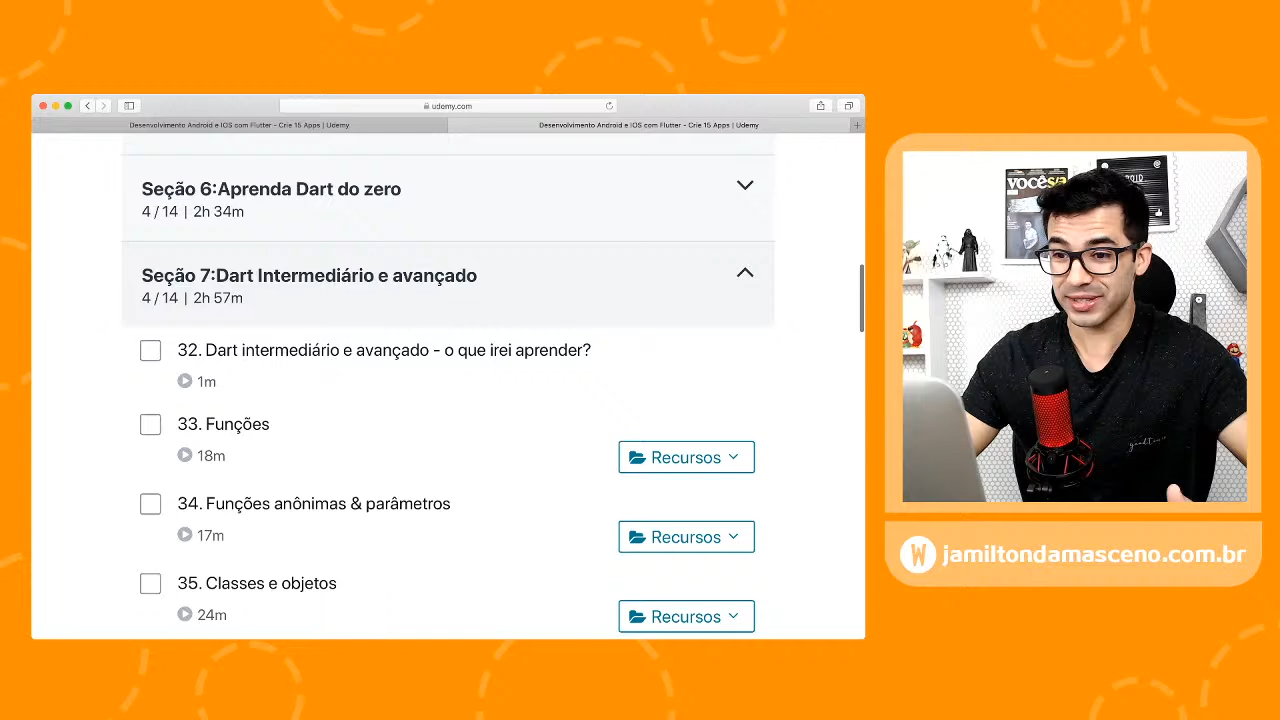 udemy.com
Desenvolvimento Android e IOS com Flutter - Crie 15 Apps | Udemy
Desenvolvimento Android e IOS com Flutter - Crie 15 Apps | Udemy
Seção 6:Aprenda Dart do zero
4 / 14 | 2h 34m
Seção 7:Dart Intermediário e avançado
4 / 14 | 2h 57m
32. Dart intermediário e avançado - o que irei aprender?
1m
33. Funções
18m
Recursos
34. Funções anônimas & parâmetros
17m
Recursos
35. Classes e objetos
24m
Recursos
VOCÊ S/A
W jamiltondamasceno.com.br